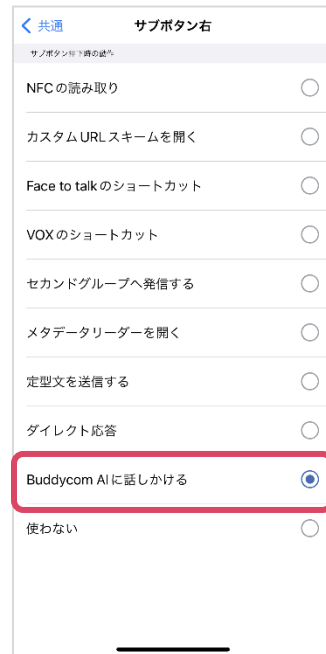 共通
サブボタン右
サブボタン押下時の動作
NFCの読み取り
カスタムURLスキームを開く
Face to talkのショートカット
VOXのショートカット
セカンドグループへ発信する
メタデータリーダーを開く
定型文を送信する
ダイレクト応答
Buddycom AIに話しかける
使わない